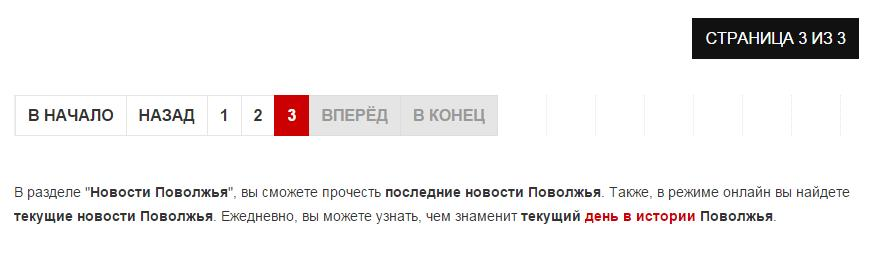 СТРАНИЦА 3 ИЗ 3
В НАЧАЛО НАЗАД 1 2 3 ВПЕРЁД В КОНЕЦ
В разделе "Новости Поволжья", вы сможете прочесть последние новости Поволжья. Также, в режиме онлайн вы найдете
текущие новости Поволжья. Ежедневно, вы можете узнать, чем знаменит текущий день в истории Поволжья.